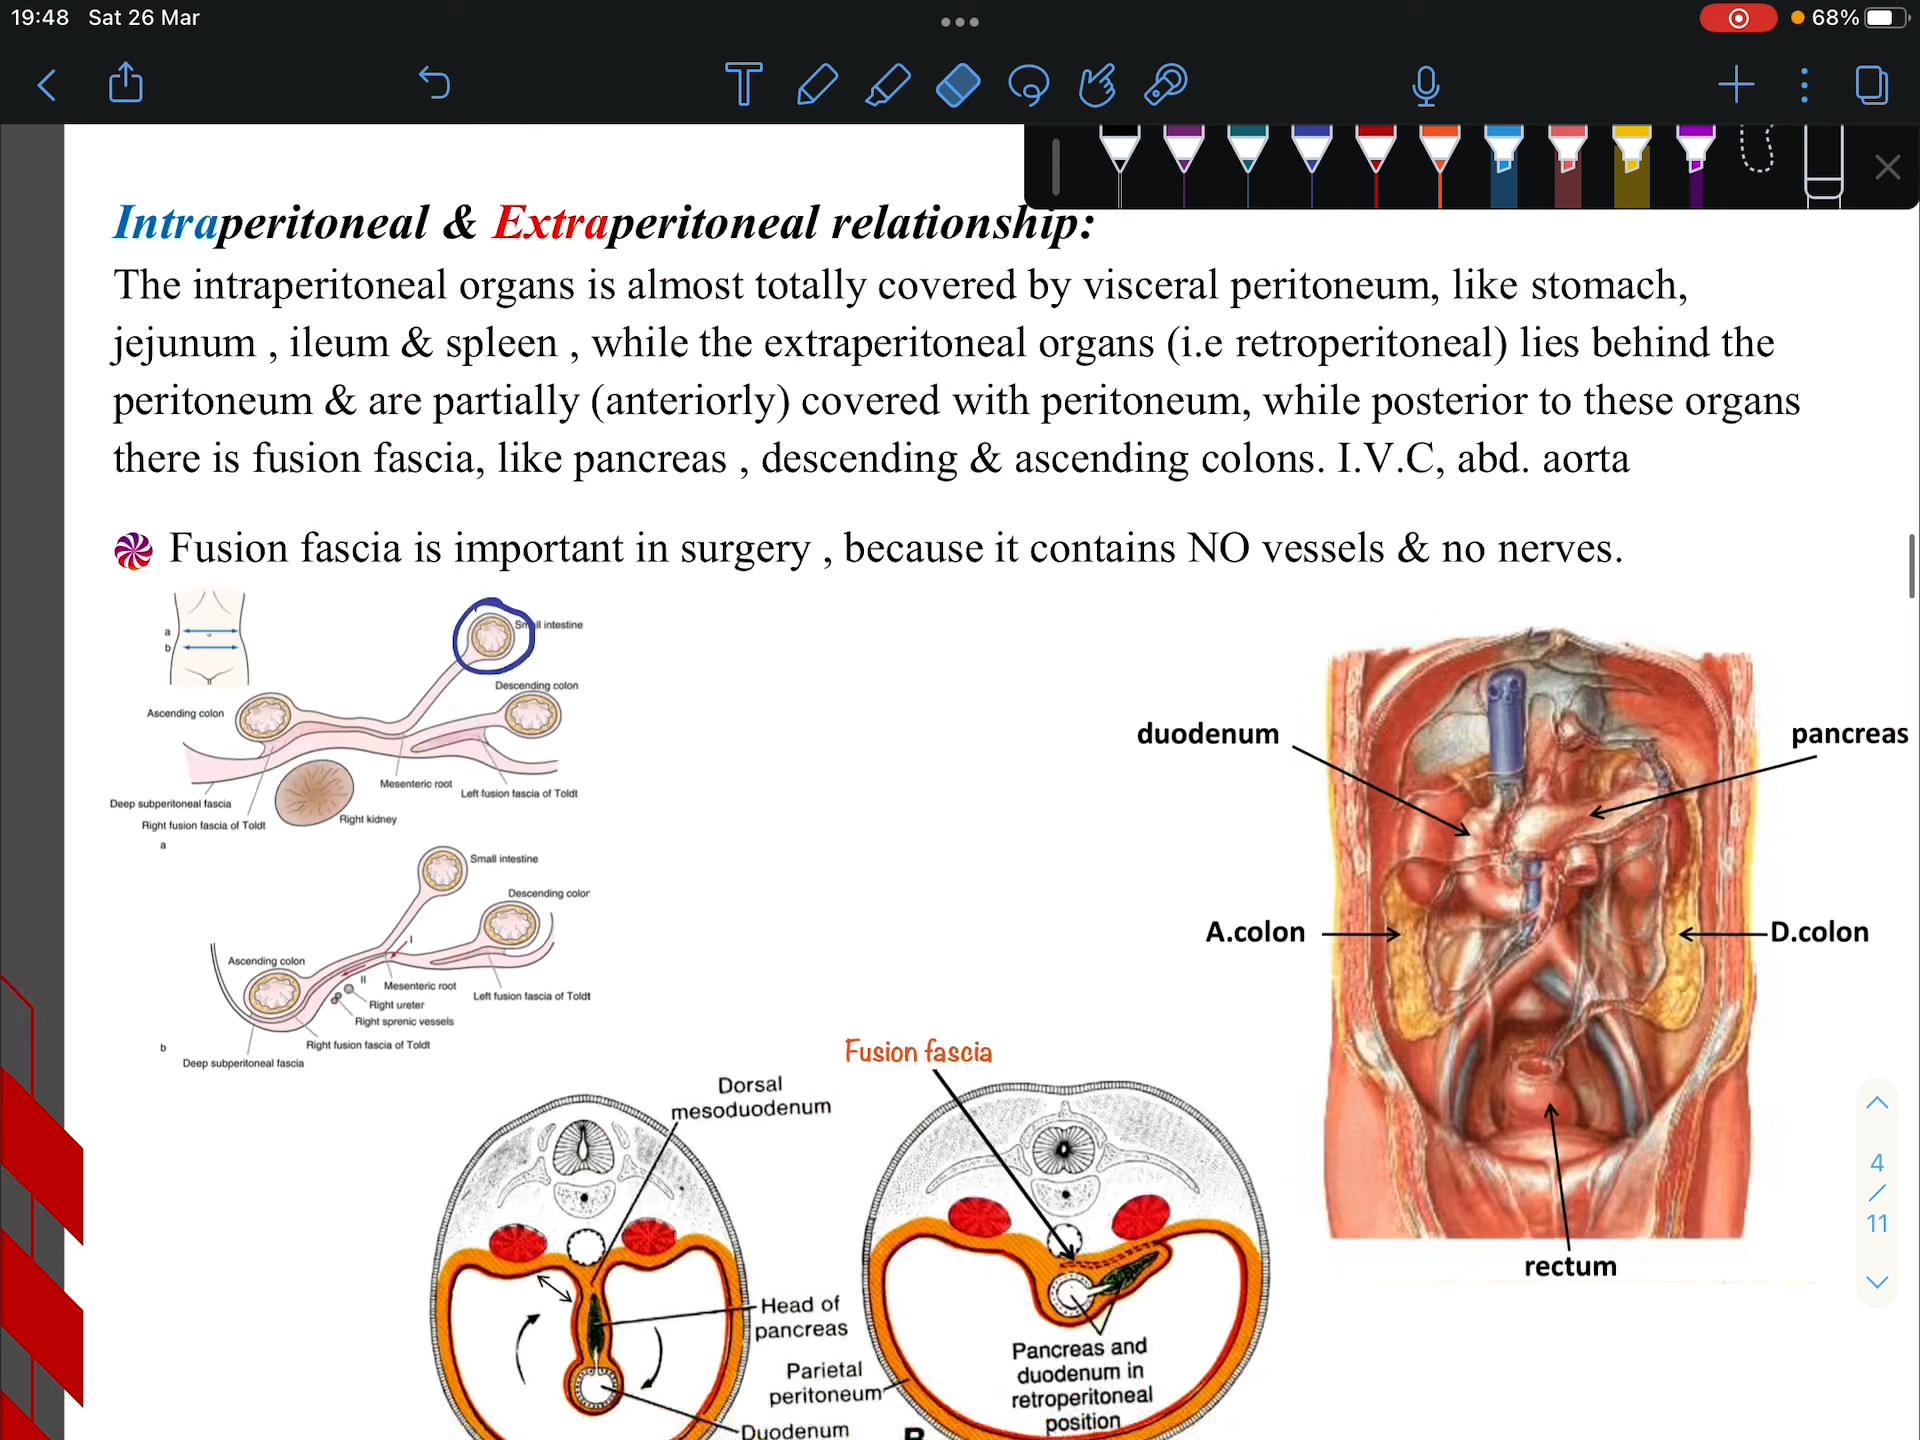 19:48 Sat 26 Mar
68%
T
Intraperitoneal & Extraperitoneal relationship:
The intraperitoneal organs is almost totally covered by visceral peritoneum, like stomach,
jejunum , ileum & spleen , while the extraperitoneal organs (i.e retroperitoneal) lies behind the
peritoneum & are partially (anteriorly) covered with peritoneum, while posterior to these organs
there is fusion fascia, like pancreas , descending & ascending colons. I.V.C, abd. aorta
Fusion fascia is important in surgery , because it contains NO vessels & no nerves.
a
b
Small intestine
Descending colon
Ascending colon
Mesenteric root
Left fusion fascia of Toldt
Deep subperitoneal fascia
Right fusion fascia of Toldt
Right kidney
a
Small intestine
Descending color
I
Ascending colon
II
Mesenteric root
Left fusion fascia of Toldt
Right ureter
Right sprenic vessels
Right fusion fascia of Toldt
b
Deep subperitoneal fascia
duodenum
pancreas
A.colon
D.colon
rectum
Fusion fascia
Dorsal
mesoduodenum
Head of
pancreas
Parietal
peritoneum
Duodenum
Pancreas and
duodenum in
retroperitoneal
position
B
4
/
11